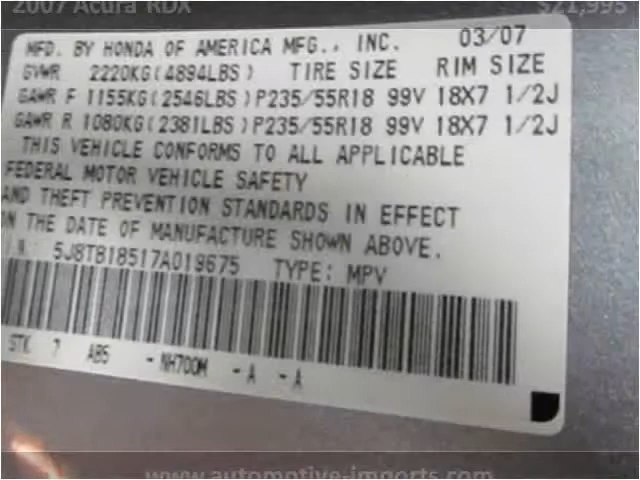 2007 Acura RDX $21,995
MFD. BY HONDA OF AMERICA MFG., INC. 03/07
GVWR 2220KG(4894LBS) TIRE SIZE RIM SIZE
GAWR F 1155KG(2546LBS)P235/55R18 99V 18X7 1/2J
GAWR R 1080KG(2381LBS)P235/55R18 99V 18X7 1/2J
THIS VEHICLE CONFORMS TO ALL APPLICABLE
FEDERAL MOTOR VEHICLE SAFETY
AND THEFT PREVENTION STANDARDS IN EFFECT
ON THE DATE OF MANUFACTURE SHOWN ABOVE.
5J8TB18517A019675 TYPE: MPV
STK 7 AB5 -NH700M -A -A
www.automotive-imports.com